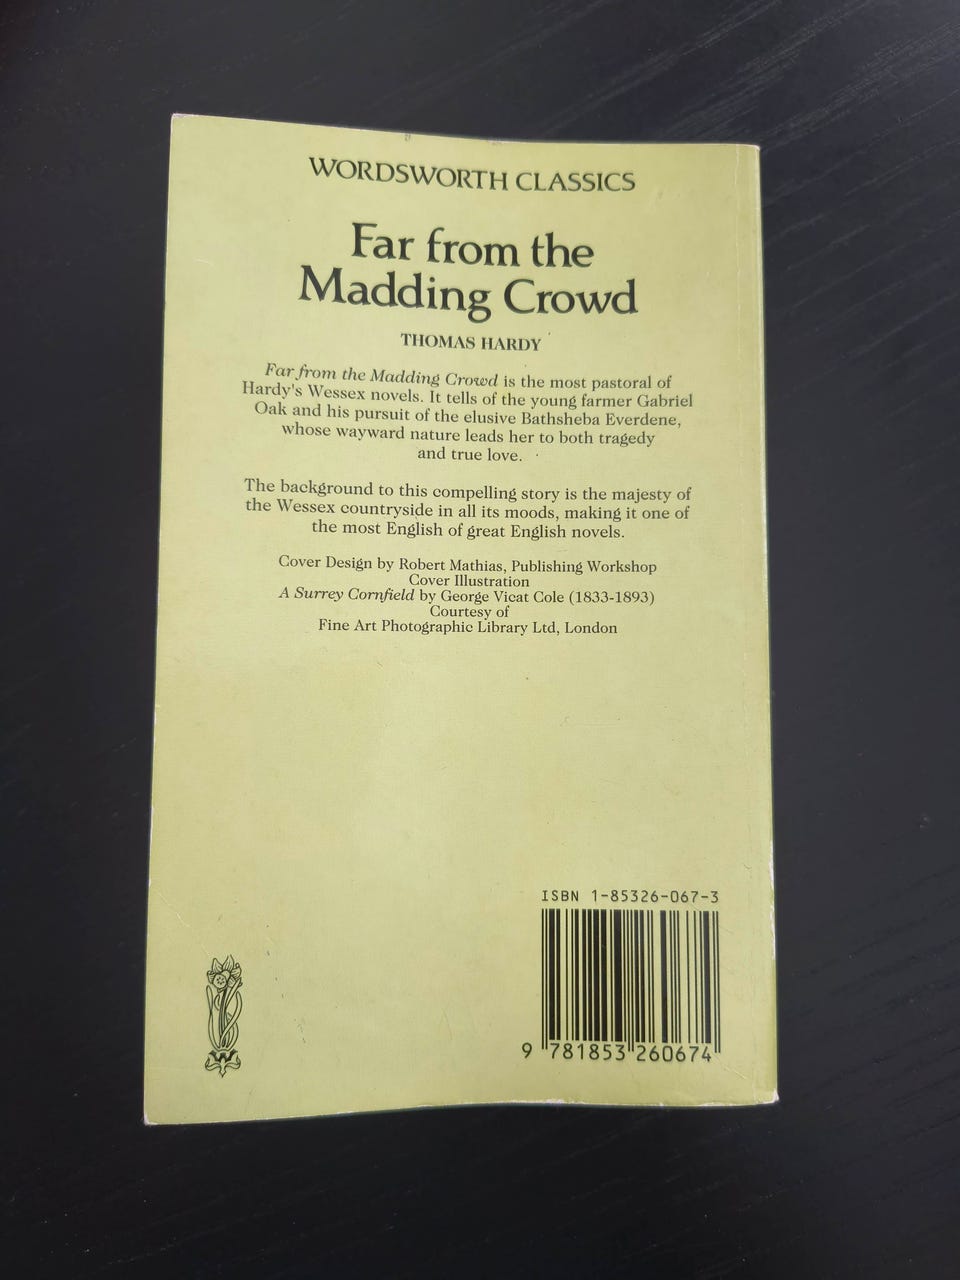 WORDSWORTH CLASSICS
Far from the
Madding Crowd
THOMAS HARDY
Far from the Madding Crowd is the most pastoral of
Hardy's Wessex novels. It tells of the young farmer Gabriel
Oak and his pursuit of the elusive Bathsheba Everdene,
whose wayward nature leads her to both tragedy
and true love.
The background to this compelling story is the majesty of
the Wessex countryside in all its moods, making it one of
the most English of great English novels.
Cover Design by Robert Mathias, Publishing Workshop
Cover Illustration
A Surrey Cornfield by George Vicat Cole (1833-1893)
Courtesy of
Fine Art Photographic Library Ltd, London
ISBN 1-85326-067-3
9 781853 260674
W